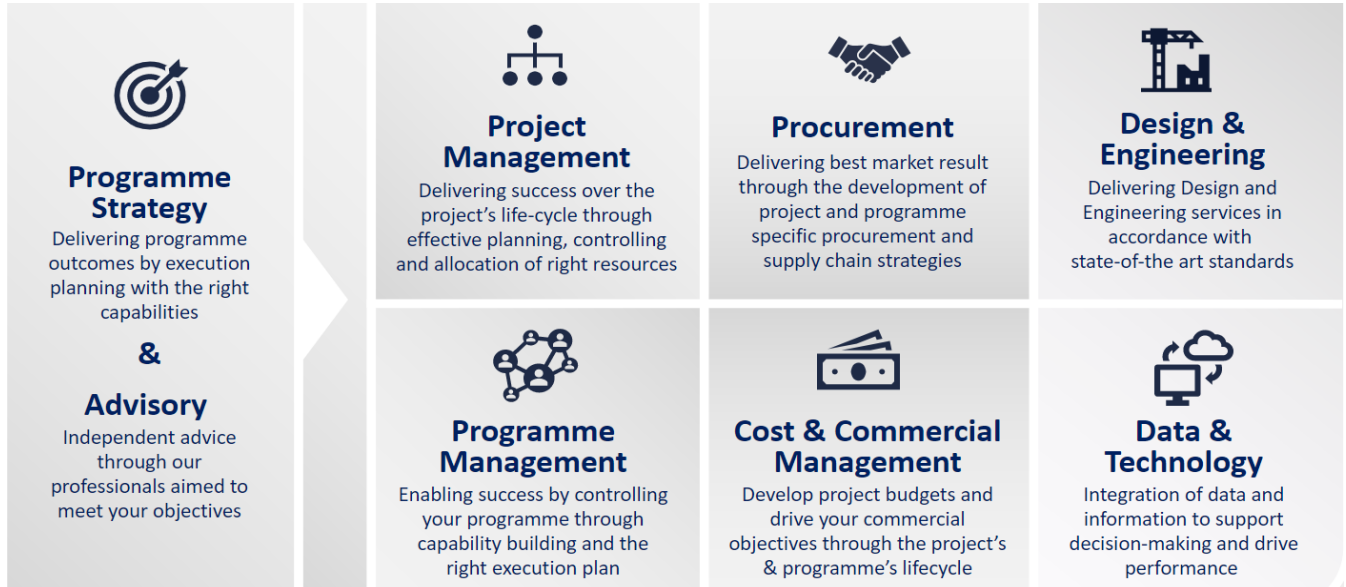 Programme
Strategy
Delivering programme
outcomes by execution
planning with the right
capabilities
&
Advisory
Independent advice
through our
professionals aimed to
meet your objectives
Project
Management
Delivering success over the
project's life-cycle through
effective planning, controlling
and allocation of right resources
Procurement
Delivering best market result
through the development of
project and programme
specific procurement and
supply chain strategies
Design &
Engineering
Delivering Design and
Engineering services in
accordance with
state-of-the art standards
Programme
Management
Enabling success by controlling
your programme through
capability building and the
right execution plan
Cost & Commercial
Management
Develop project budgets and
drive your commercial
objectives through the project's
& programme's lifecycle
Data &
Technology
Integration of data and
information to support
decision-making and drive
performance